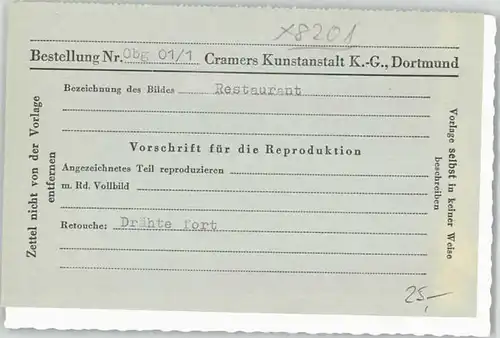 x8201
Bestellung Nr. Obg 01/1 Cramers Kunstanstalt K.-G., Dortmund
Bezeichnung des Bildes Restaurant
Vorschrift für die Reproduktion
Angezeichnetes Teil reproduzieren
m. Rd. Vollbild
Retouche: Drähte fort
25,-
Zettel nicht von der Vorlage
entfernen
Vorlage selbst in keiner Weise
beschreiben